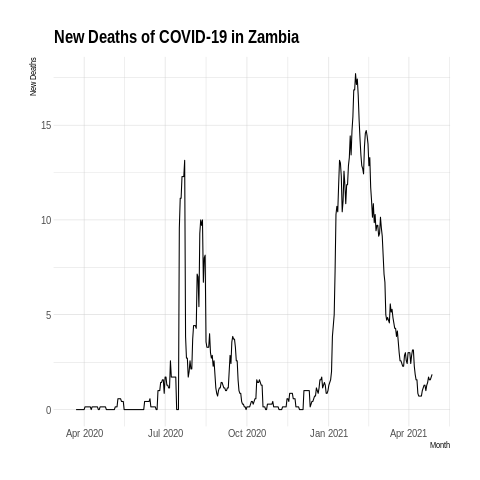 New Deaths of COVID-19 in Zambia
New Deaths
15
10
5
0
Apr 2020 Jul 2020 Oct 2020 Jan 2021 Apr 2021
Month